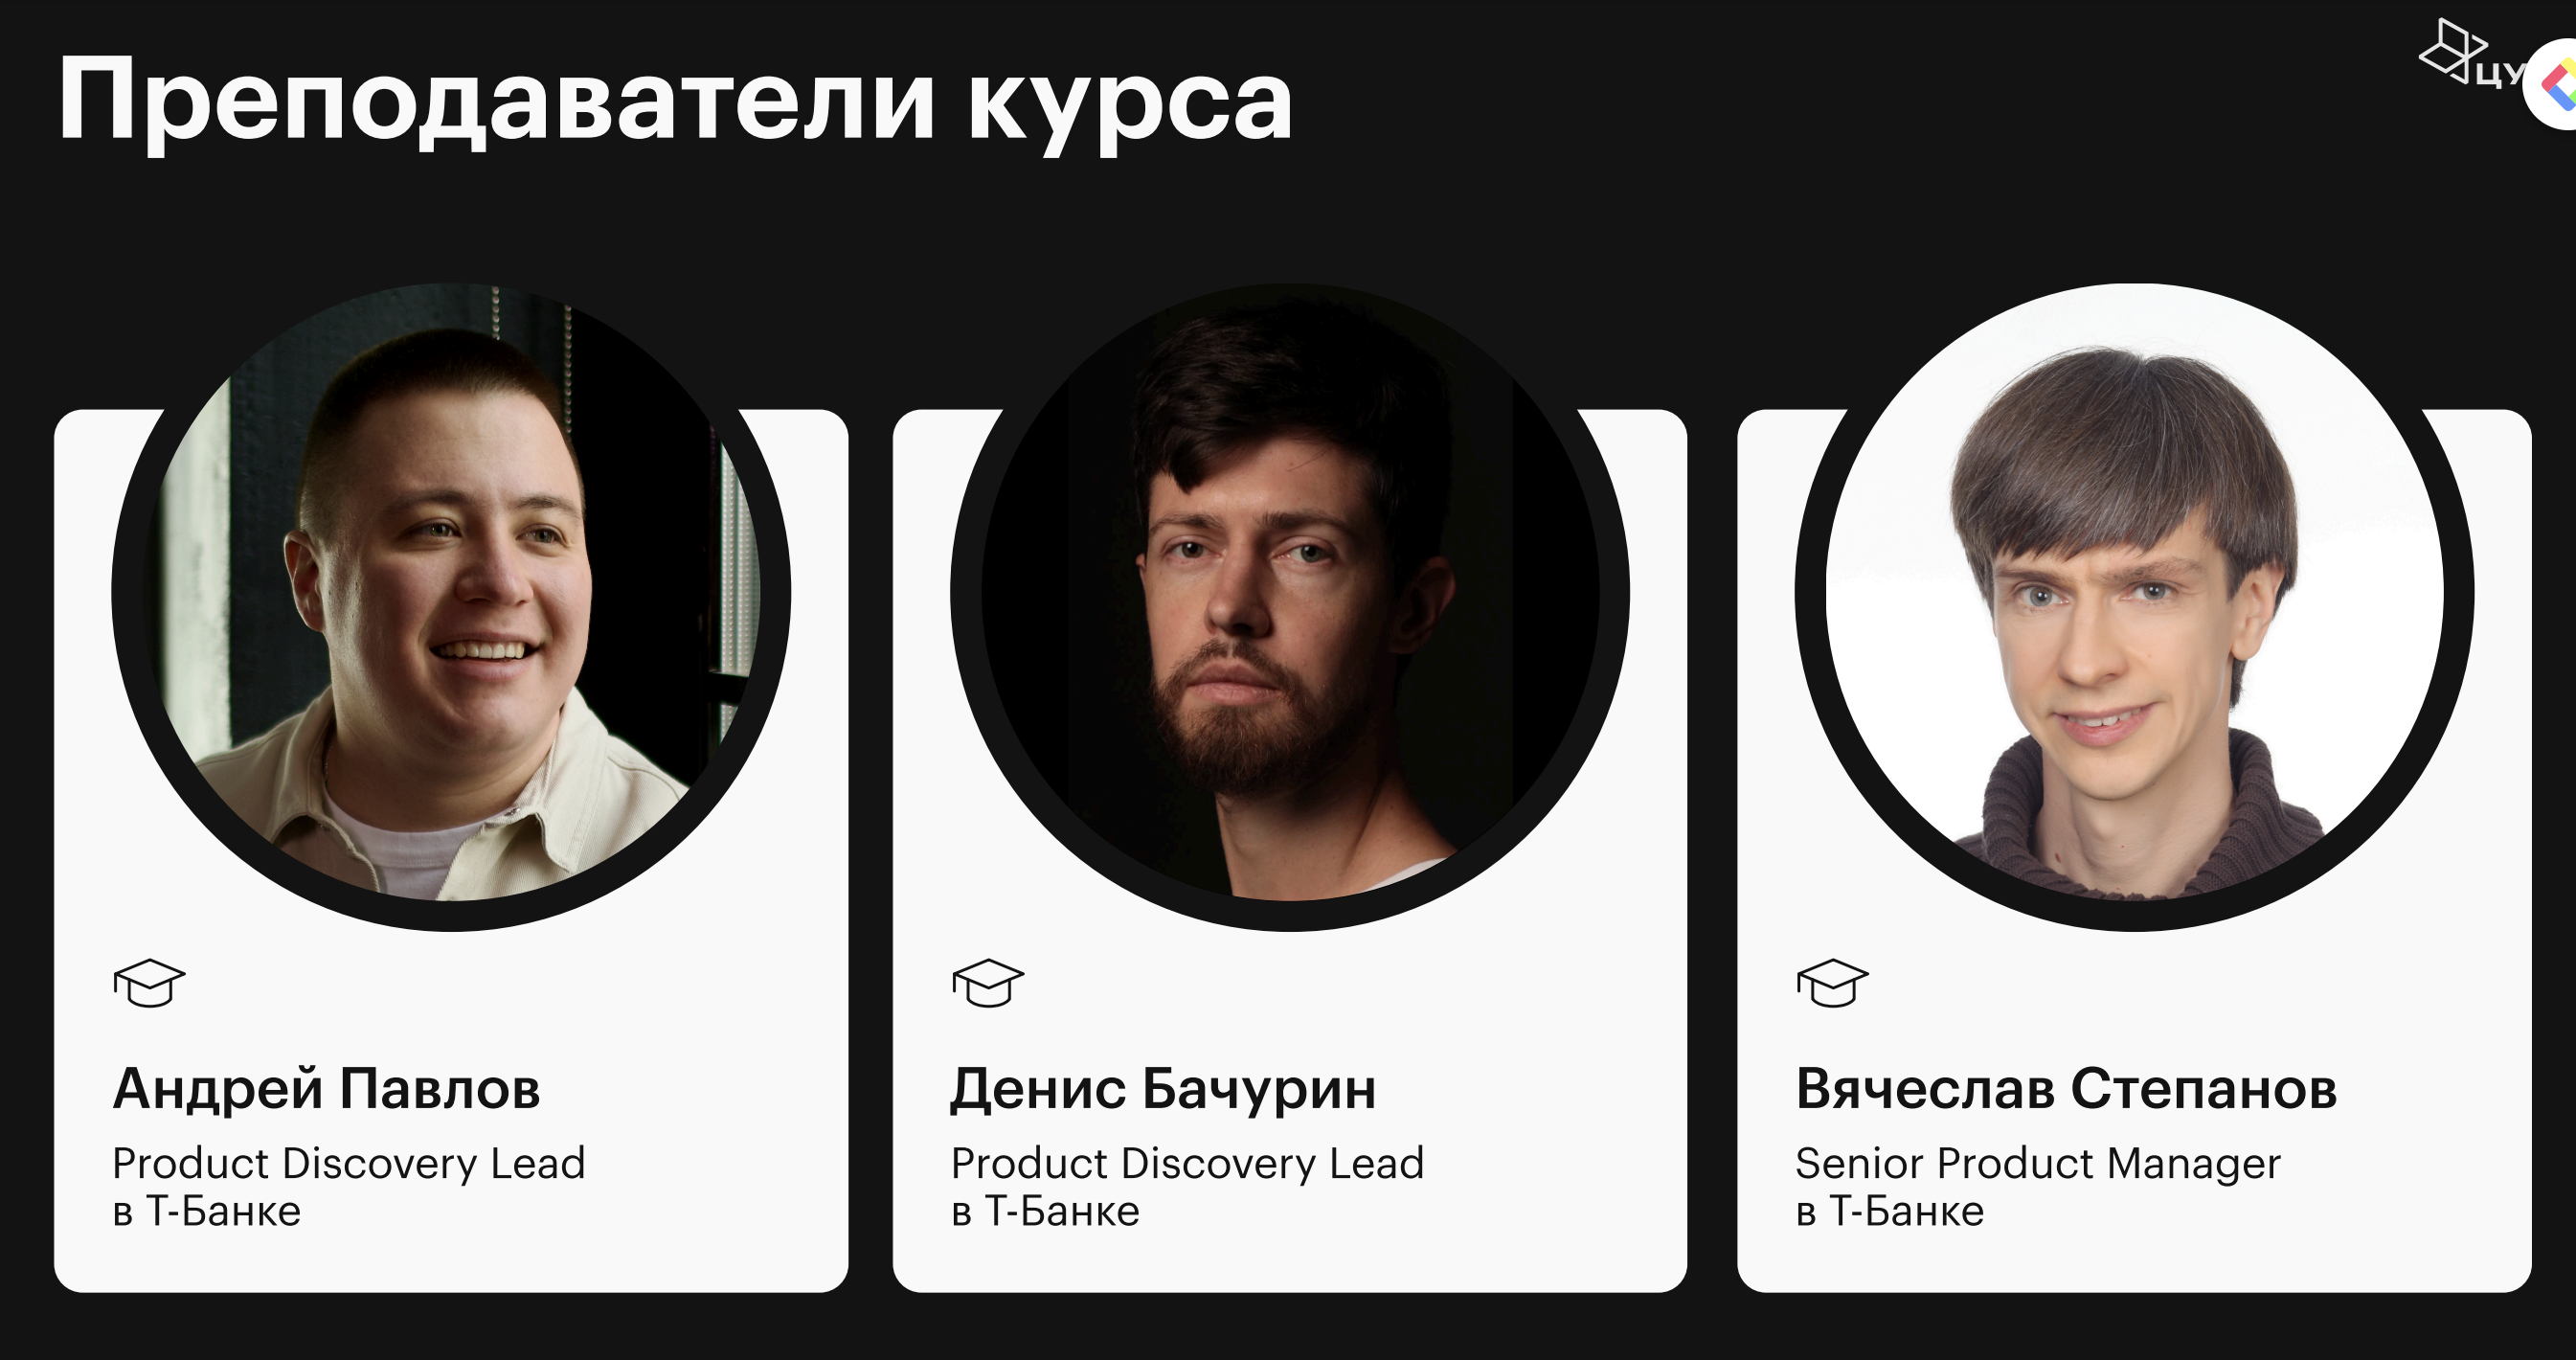 Преподаватели курса
ЦУ
Андрей Павлов
Product Discovery Lead
в Т-Банке
Денис Бачурин
Product Discovery Lead
в Т-Банке
Вячеслав Степанов
Senior Product Manager
в Т-Банке